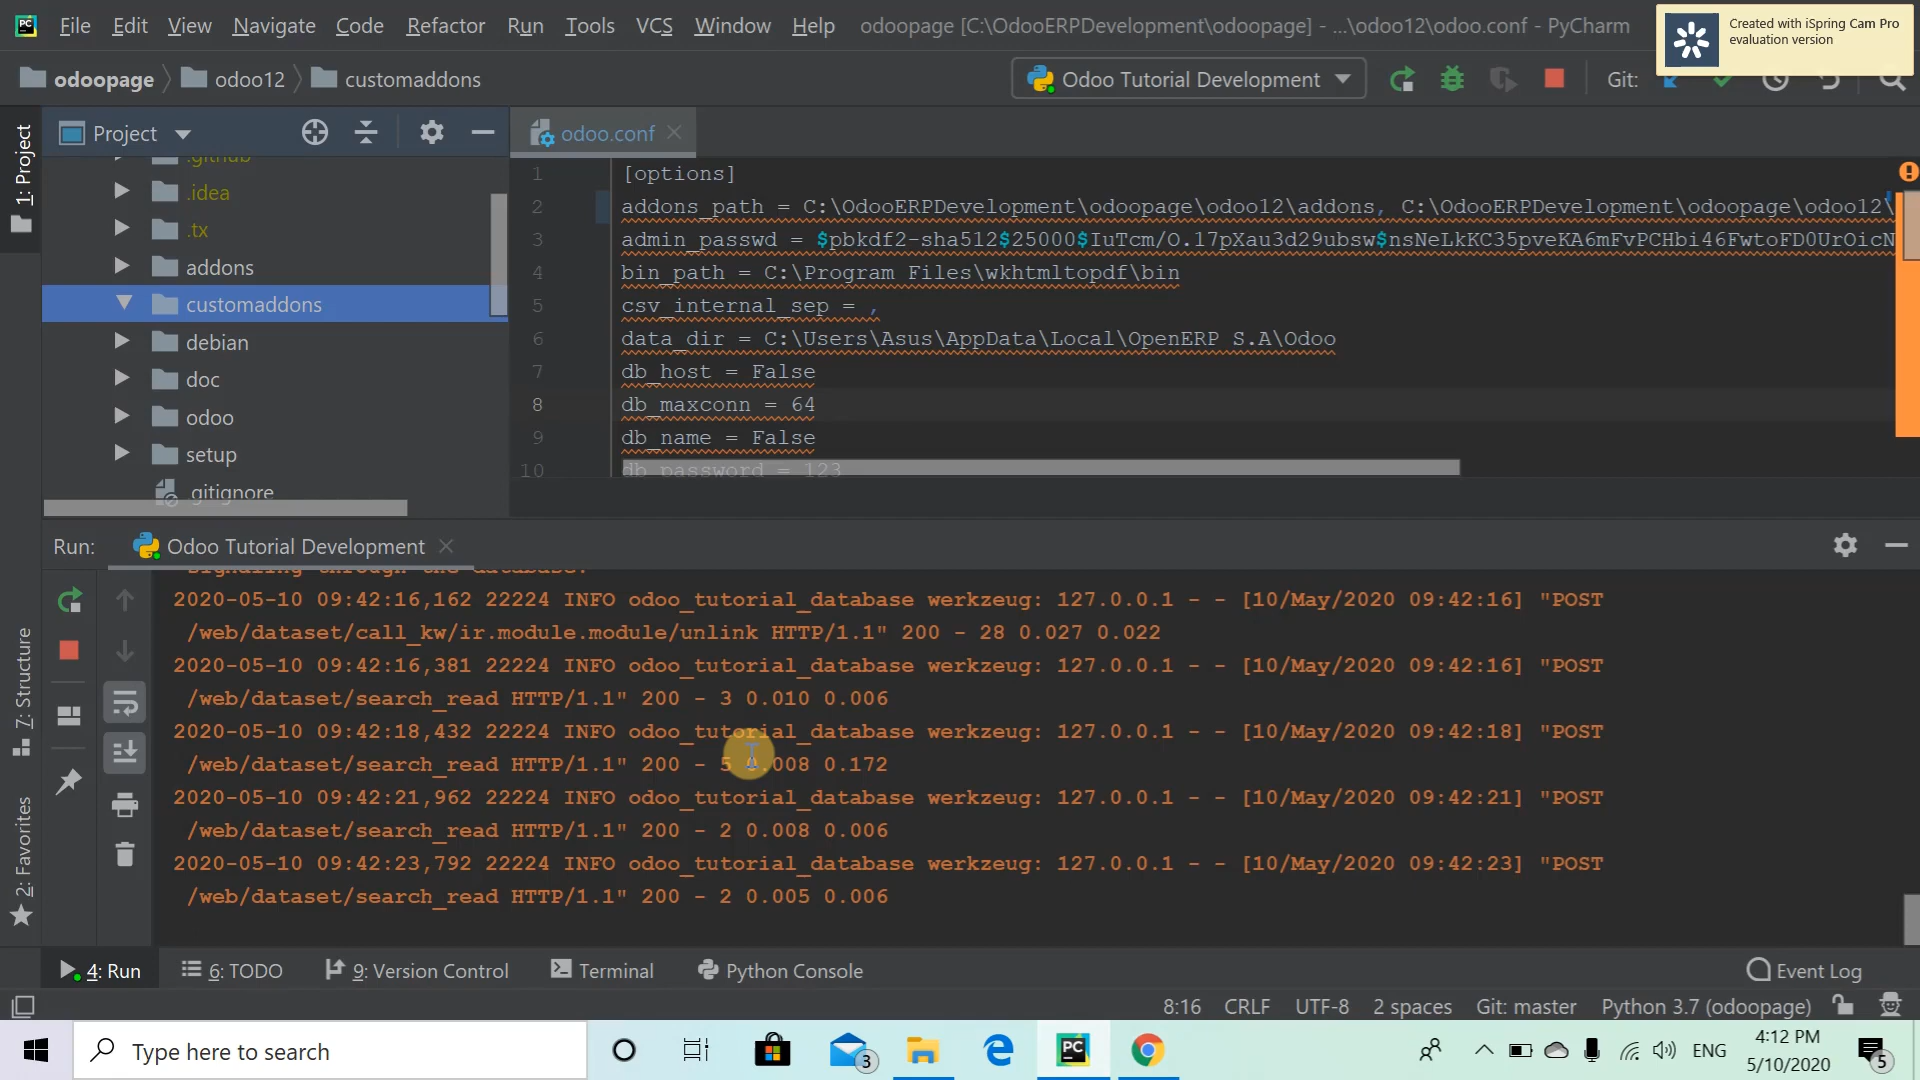 File Edit View Navigate Code Refactor Run Tools VCS Window Help odoopage [C:\OdooERPDevelopment\odoopage] - ...\odoo12\odoo.conf - PyCharm
Created with iSpring Cam Pro
evaluation version
odoopage odoo12 customaddons
Odoo Tutorial Development
Git:
1: Project
Project
.github
.idea
.tx
addons
customaddons
debian
doc
odoo
setup
.gitignore
odoo.conf
1 [options]
2 addons_path = C:\OdooERPDevelopment\odoopage\odoo12\addons, C:\OdooERPDevelopment\odoopage\odoo12\
3 admin_passwd = $pbkdf2-sha512$25000$IuTcm/O.17pXau3d29ubsw$nsNeLkKC35pveKA6mFvPCHbi46FwtoFD0UrOicN
4 bin_path = C:\Program Files\wkhtmltopdf\bin
5 csv_internal_sep = ,
6 data_dir = C:\Users\Asus\AppData\Local\OpenERP S.A\Odoo
7 db_host = False
8 db_maxconn = 64
9 db_name = False
10 db_password = 123
Run: Odoo Tutorial Development
7: Structure
2: Favorites
Signaling through the database.
2020-05-10 09:42:16,162 22224 INFO odoo_tutorial_database werkzeug: 127.0.0.1 - - [10/May/2020 09:42:16] "POST
/web/dataset/call_kw/ir.module.module/unlink HTTP/1.1" 200 - 28 0.027 0.022
2020-05-10 09:42:16,381 22224 INFO odoo_tutorial_database werkzeug: 127.0.0.1 - - [10/May/2020 09:42:16] "POST
/web/dataset/search_read HTTP/1.1" 200 - 3 0.010 0.006
2020-05-10 09:42:18,432 22224 INFO odoo_tutorial_database werkzeug: 127.0.0.1 - - [10/May/2020 09:42:18] "POST
/web/dataset/search_read HTTP/1.1" 200 - 5 0.008 0.172
2020-05-10 09:42:21,962 22224 INFO odoo_tutorial_database werkzeug: 127.0.0.1 - - [10/May/2020 09:42:21] "POST
/web/dataset/search_read HTTP/1.1" 200 - 2 0.008 0.006
2020-05-10 09:42:23,792 22224 INFO odoo_tutorial_database werkzeug: 127.0.0.1 - - [10/May/2020 09:42:23] "POST
/web/dataset/search_read HTTP/1.1" 200 - 2 0.005 0.006
4: Run 6: TODO 9: Version Control Terminal Python Console Event Log
8:16 CRLF UTF-8 2 spaces Git: master Python 3.7 (odoopage)
Type here to search
3
ENG
4:12 PM
5/10/2020
5